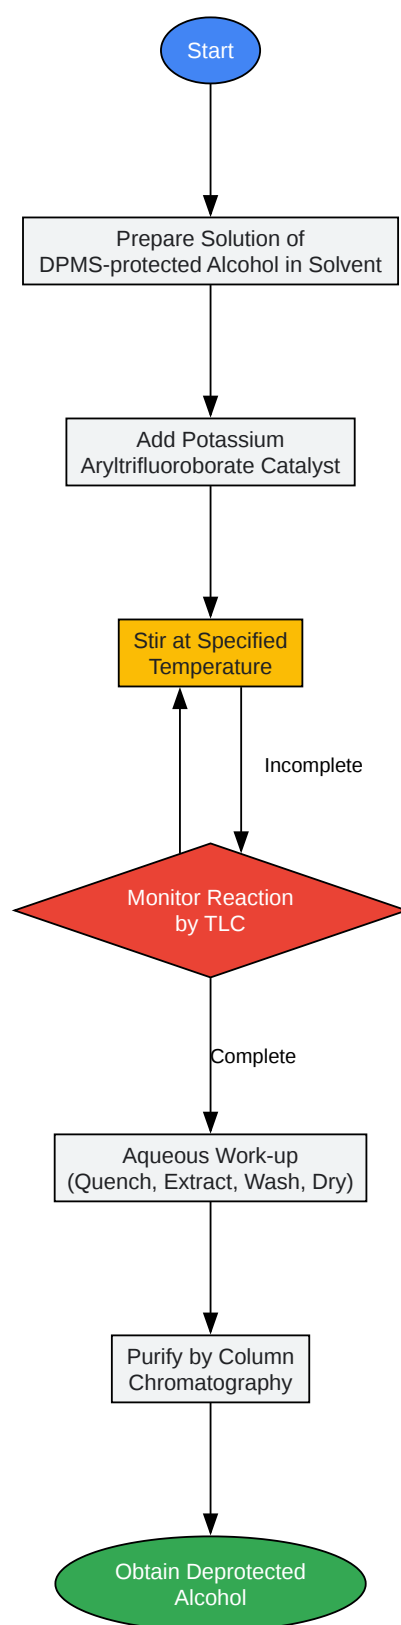 Start
Prepare Solution of
DPMS-protected Alcohol in Solvent
Add Potassium
Aryltrifluoroborate Catalyst
Stir at Specified
Temperature
Incomplete
Monitor Reaction
by TLC
Complete
Aqueous Work-up
(Quench, Extract, Wash, Dry)
Purify by Column
Chromatography
Obtain Deprotected
Alcohol